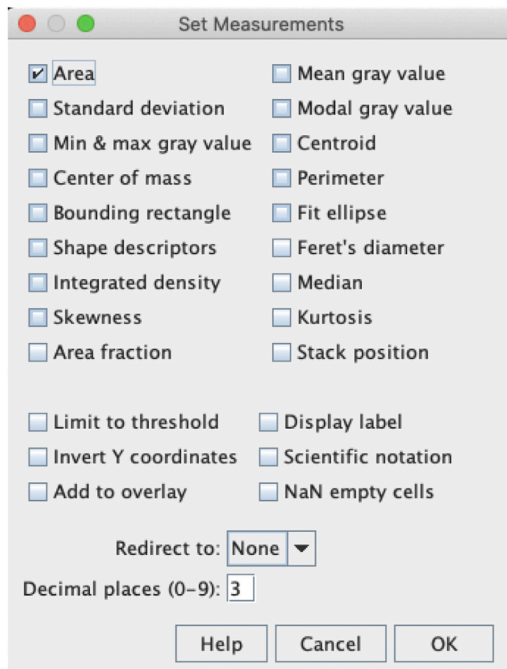 Set Measurements
Area Mean gray value
Standard deviation Modal gray value
Min & max gray value Centroid
Center of mass Perimeter
Bounding rectangle Fit ellipse
Shape descriptors Feret's diameter
Integrated density Median
Skewness Kurtosis
Area fraction Stack position
Limit to threshold Display label
Invert Y coordinates Scientific notation
Add to overlay NaN empty cells
Redirect to: None
Decimal places (0-9): 3
Help Cancel OK